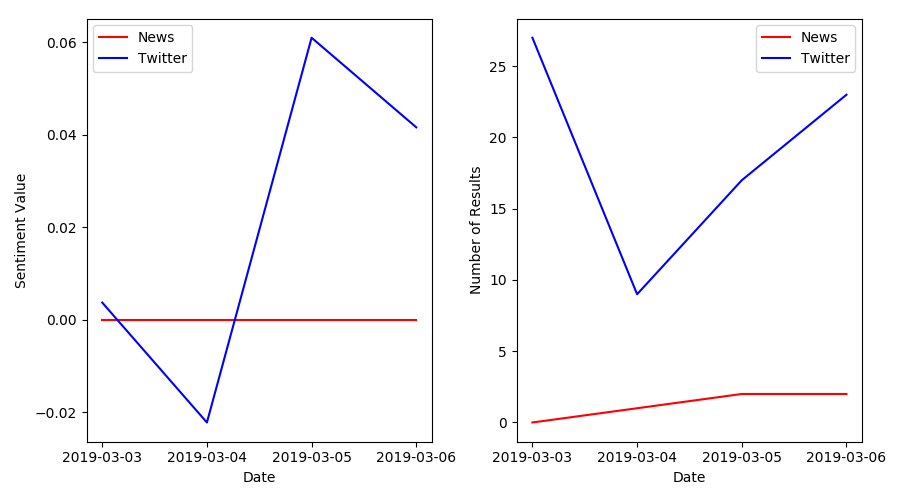 News
Twitter
0.06
0.04
0.02
0.00
−0.02
Sentiment Value
2019-03-03 2019-03-04 2019-03-05 2019-03-06
Date
News
Twitter
25
20
15
10
5
0
Number of Results
2019-03-03 2019-03-04 2019-03-05 2019-03-06
Date